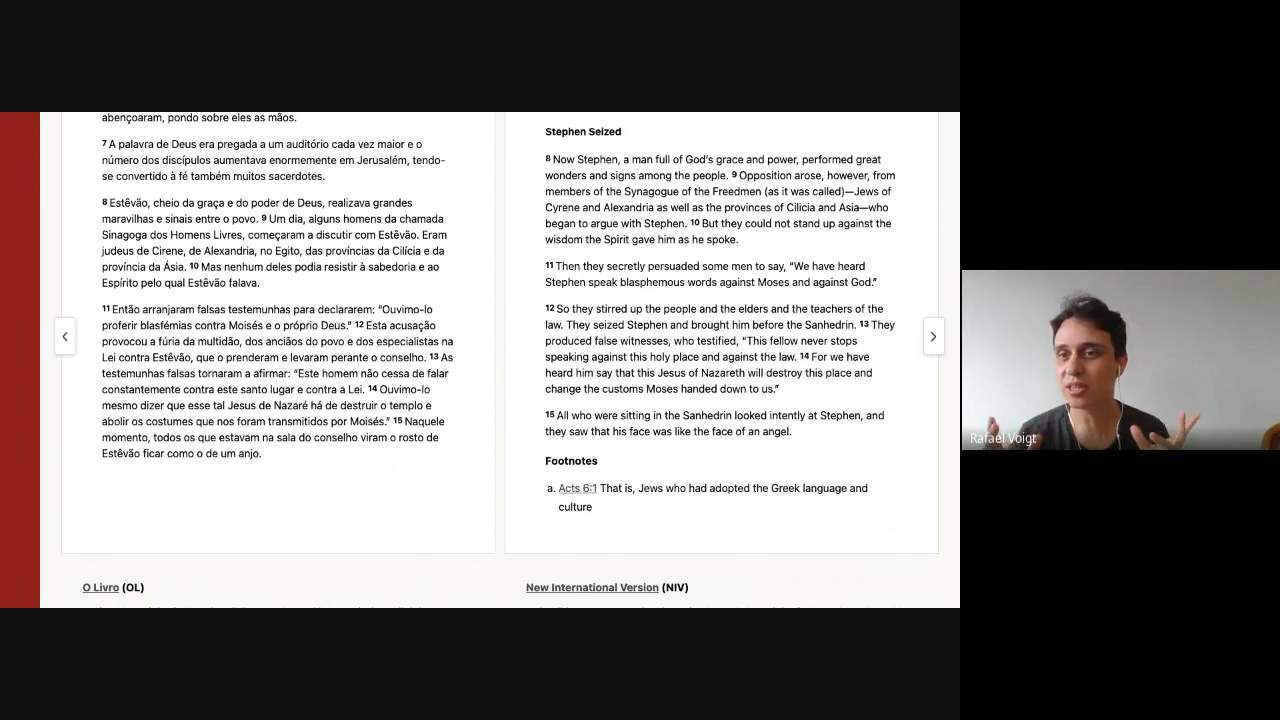 abençoaram, pondo sobre eles as mãos.
7 A palavra de Deus era pregada a um auditório cada vez maior e o
número dos discípulos aumentava enormemente em Jerusalém, tendo-
se convertido à fé também muitos sacerdotes.
8 Estêvão, cheio da graça e do poder de Deus, realizava grandes
maravilhas e sinais entre o povo. 9 Um dia, alguns homens da chamada
Sinagoga dos Homens Livres, começaram a discutir com Estêvão. Eram
judeus de Cirene, de Alexandria, no Egito, das províncias da Cilícia e da
província da Ásia. 10 Mas nenhum deles podia resistir à sabedoria e ao
Espírito pelo qual Estêvão falava.
11 Então arranjaram falsas testemunhas para declararem: “Ouvimo-lo
proferir blasfémias contra Moisés e o próprio Deus.” 12 Esta acusação
provocou a fúria da multidão, dos anciãos do povo e dos especialistas na
Lei contra Estêvão, que o prenderam e levaram perante o conselho. 13 As
testemunhas falsas tornaram a afirmar: “Este homem não cessa de falar
constantemente contra este santo lugar e contra a Lei. 14 Ouvimo-lo
mesmo dizer que esse tal Jesus de Nazaré há de destruir o templo e
abolir os costumes que nos foram transmitidos por Moisés.” 15 Naquele
momento, todos os que estavam na sala do conselho viram o rosto de
Estêvão ficar como o de um anjo.
O Livro (OL)
Stephen Seized
8 Now Stephen, a man full of God’s grace and power, performed great
wonders and signs among the people. 9 Opposition arose, however, from
members of the Synagogue of the Freedmen (as it was called)—Jews of
Cyrene and Alexandria as well as the provinces of Cilicia and Asia—who
began to argue with Stephen. 10 But they could not stand up against the
wisdom the Spirit gave him as he spoke.
11 Then they secretly persuaded some men to say, “We have heard
Stephen speak blasphemous words against Moses and against God.”
12 So they stirred up the people and the elders and the teachers of the
law. They seized Stephen and brought him before the Sanhedrin. 13 They
produced false witnesses, who testified, “This fellow never stops
speaking against this holy place and against the law. 14 For we have
heard him say that this Jesus of Nazareth will destroy this place and
change the customs Moses handed down to us.”
15 All who were sitting in the Sanhedrin looked intently at Stephen, and
they saw that his face was like the face of an angel.
Footnotes
a. Acts 6:1 That is, Jews who had adopted the Greek language and
culture
New International Version (NIV)
Rafael Voigt